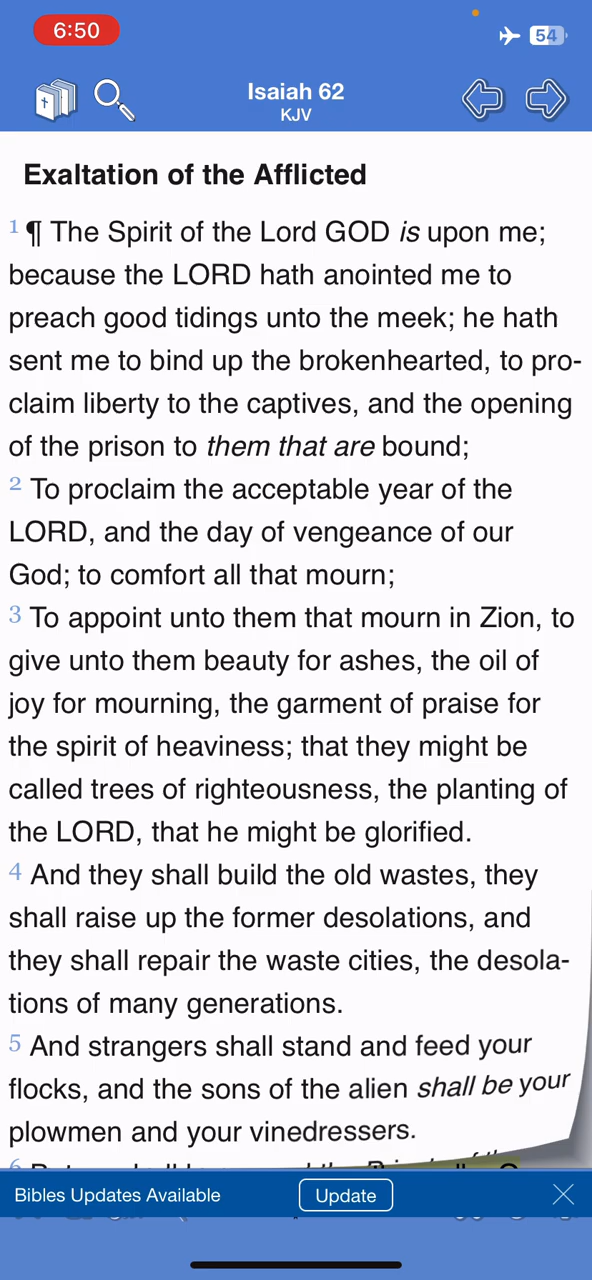 6:50
54
Isaiah 62
KJV
Exaltation of the Afflicted
1 ¶ The Spirit of the Lord GOD is upon me;
because the LORD hath anointed me to
preach good tidings unto the meek; he hath
sent me to bind up the brokenhearted, to pro-
claim liberty to the captives, and the opening
of the prison to them that are bound;
2 To proclaim the acceptable year of the
LORD, and the day of vengeance of our
God; to comfort all that mourn;
3 To appoint unto them that mourn in Zion, to
give unto them beauty for ashes, the oil of
joy for mourning, the garment of praise for
the spirit of heaviness; that they might be
called trees of righteousness, the planting of
the LORD, that he might be glorified.
4 And they shall build the old wastes, they
shall raise up the former desolations, and
they shall repair the waste cities, the desola-
tions of many generations.
5 And strangers shall stand and feed your
flocks, and the sons of the alien shall be your
plowmen and your vinedressers.
Bibles Updates Available
Update